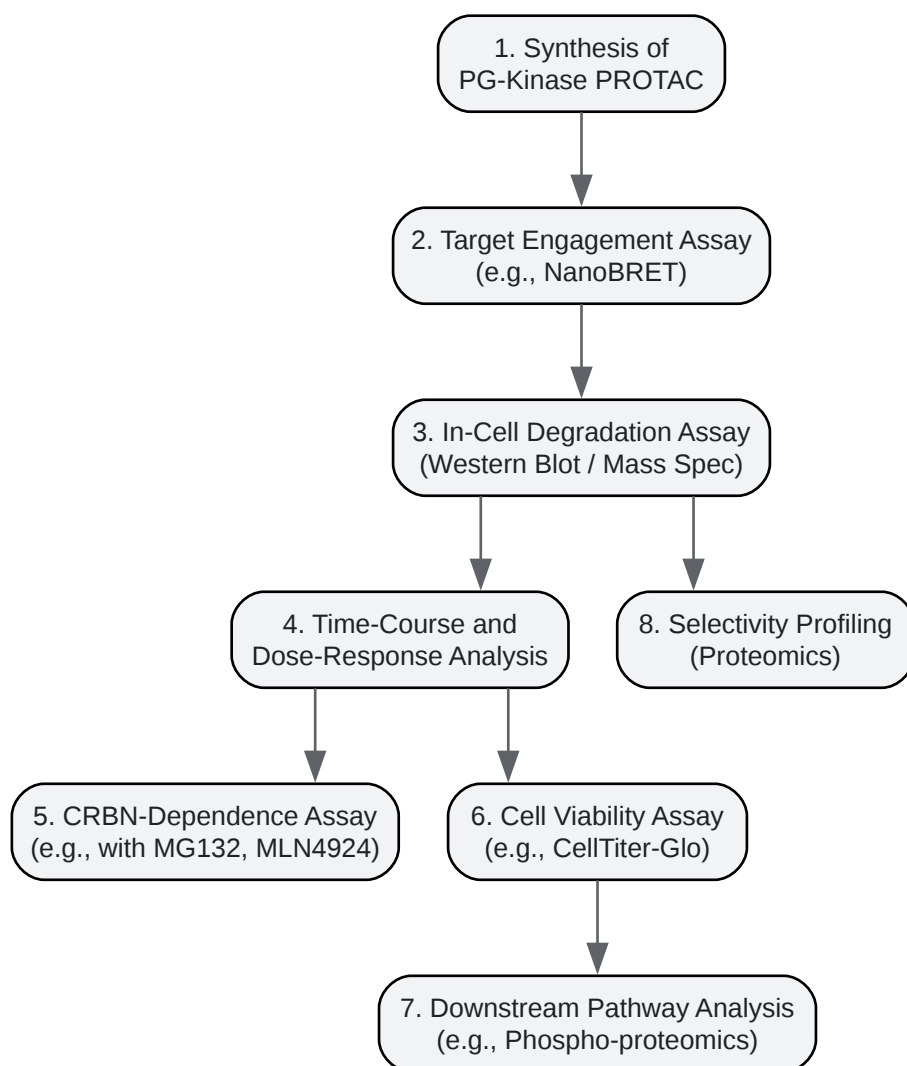 1. Synthesis of
PG-Kinase PROTAC
2. Target Engagement Assay
(e.g., NanoBRET)
3. In-Cell Degradation Assay
(Western Blot / Mass Spec)
4. Time-Course and
Dose-Response Analysis
8. Selectivity Profiling
(Proteomics)
5. CRBN-Dependence Assay
(e.g., with MG132, MLN4924)
6. Cell Viability Assay
(e.g., CellTiter-Glo)
7. Downstream Pathway Analysis
(e.g., Phospho-proteomics)